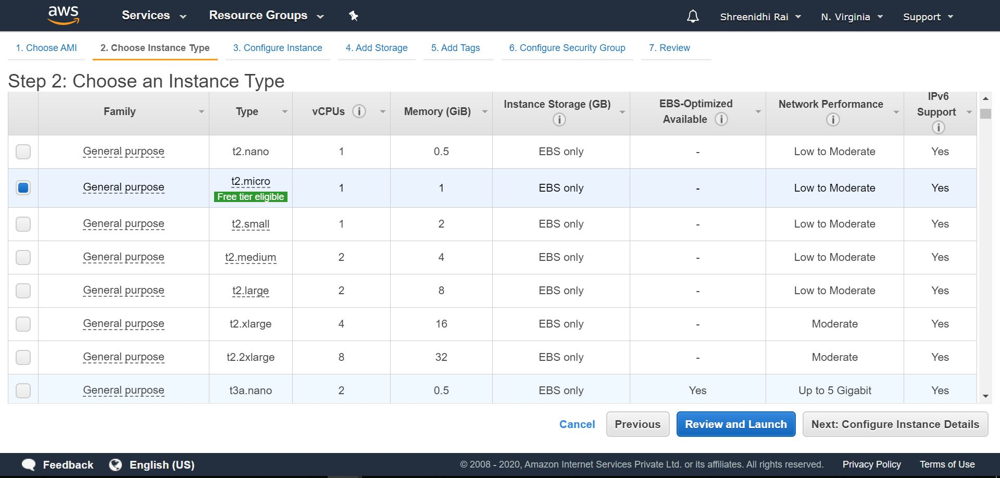 aws Services Resource Groups Shreenidhi Rai N. Virginia Support
1. Choose AMI 2. Choose Instance Type 3. Configure Instance 4. Add Storage 5. Add Tags 6. Configure Security Group 7. Review
Step 2: Choose an Instance Type
Family Type vCPUs Memory (GiB) Instance Storage (GB) EBS-Optimized Available Network Performance IPv6 Support
General purpose t2.nano 1 0.5 EBS only - Low to Moderate Yes
General purpose t2.micro Free tier eligible 1 1 EBS only - Low to Moderate Yes
General purpose t2.small 1 2 EBS only - Low to Moderate Yes
General purpose t2.medium 2 4 EBS only - Low to Moderate Yes
General purpose t2.large 2 8 EBS only - Low to Moderate Yes
General purpose t2.xlarge 4 16 EBS only - Moderate Yes
General purpose t2.2xlarge 8 32 EBS only - Moderate Yes
General purpose t3a.nano 2 0.5 EBS only Yes Up to 5 Gigabit Yes
Cancel Previous Review and Launch Next: Configure Instance Details
Feedback English (US) © 2008 - 2020, Amazon Internet Services Private Ltd. or its affiliates. All rights reserved. Privacy Policy Terms of Use